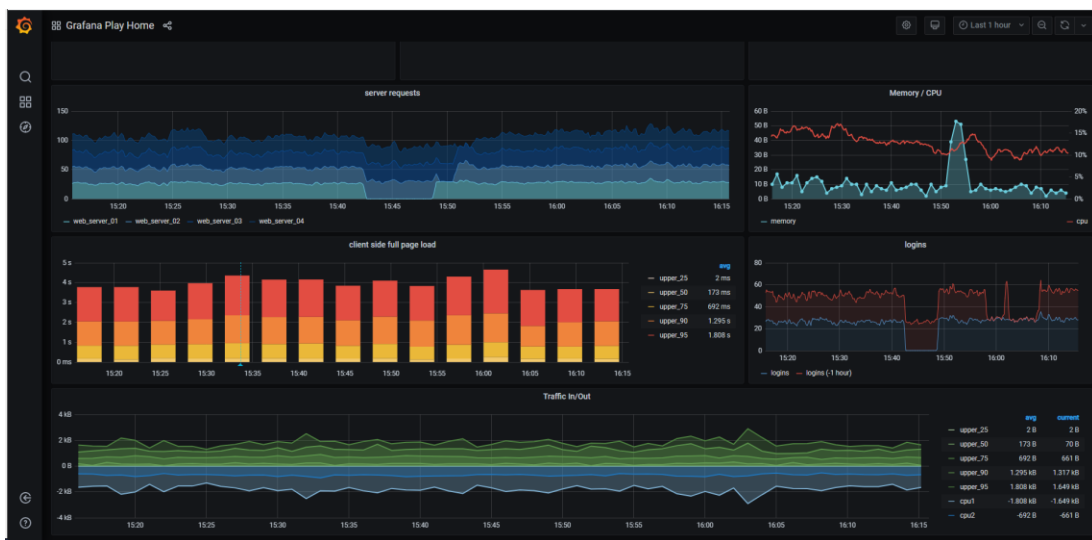 Grafana Play Home
Last 1 hour
server requests
150
100
50
0
15:20 15:25 15:30 15:35 15:40 15:45 15:50 15:55 16:00 16:05 16:10 16:15
web_server_01 web_server_02 web_server_03 web_server_04
Memory / CPU
60 B 20%
50 B
40 B 15%
30 B 10%
20 B
10 B 5%
0 B 0%
15:20 15:30 15:40 15:50 16:00 16:10
memory cpu
client side full page load
5 s
4 s
3 s
2 s
1 s
0 ms
15:20 15:25 15:30 15:35 15:40 15:45 15:50 15:55 16:00 16:05 16:10 16:15
avg
upper_25 2 ms
upper_50 173 ms
upper_75 692 ms
upper_90 1.295 s
upper_95 1.808 s
logins
80
60
40
20
0
15:20 15:30 15:40 15:50 16:00 16:10
logins logins (-1 hour)
Traffic In/Out
4 kB
2 kB
0 B
-2 kB
-4 kB
15:20 15:25 15:30 15:35 15:40 15:45 15:50 15:55 16:00 16:05 16:10 16:15
avg current
upper_25 2 B 2 B
upper_50 173 B 70 B
upper_75 692 B 661 B
upper_90 1.295 kB 1.317 kB
upper_95 1.808 kB 1.649 kB
cpu1 -1.808 kB -1.649 kB
cpu2 -692 B -661 B